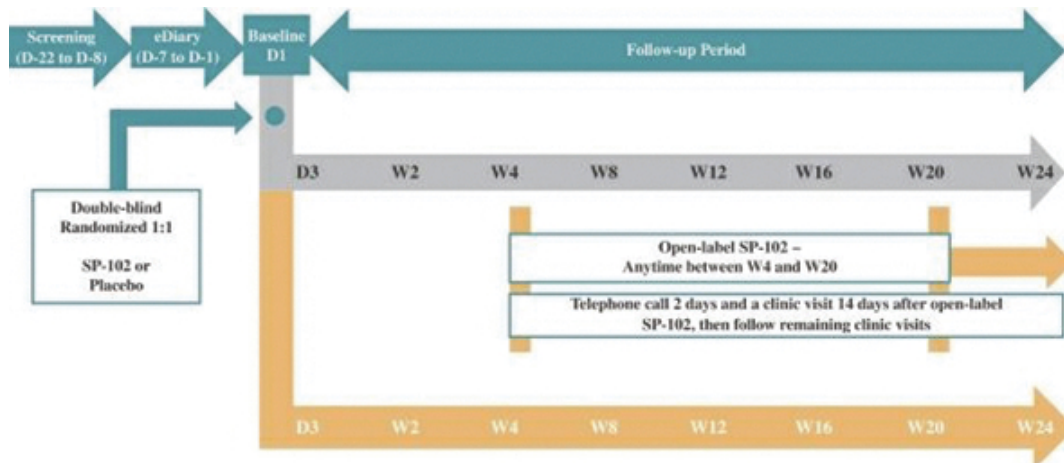 Screening
(D-22 to D-8)
eDiary
(D-7 to D-1)
Baseline
D1
Follow-up Period
D3 W2 W4 W8 W12 W16 W20 W24
Double-blind
Randomized 1:1
SP-102 or
Placebo
Open-label SP-102 –
Anytime between W4 and W20
Telephone call 2 days and a clinic visit 14 days after open-label
SP-102, then follow remaining clinic visits
D3 W2 W4 W8 W12 W16 W20 W24